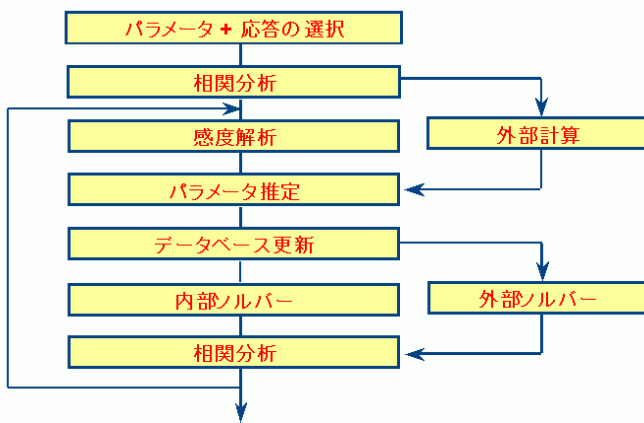 パラメータ + 応答の選択
相関分析
感度解析
外部計算
パラメータ推定
データベース更新
内部ノルバー
外部ノルバー
相関分析